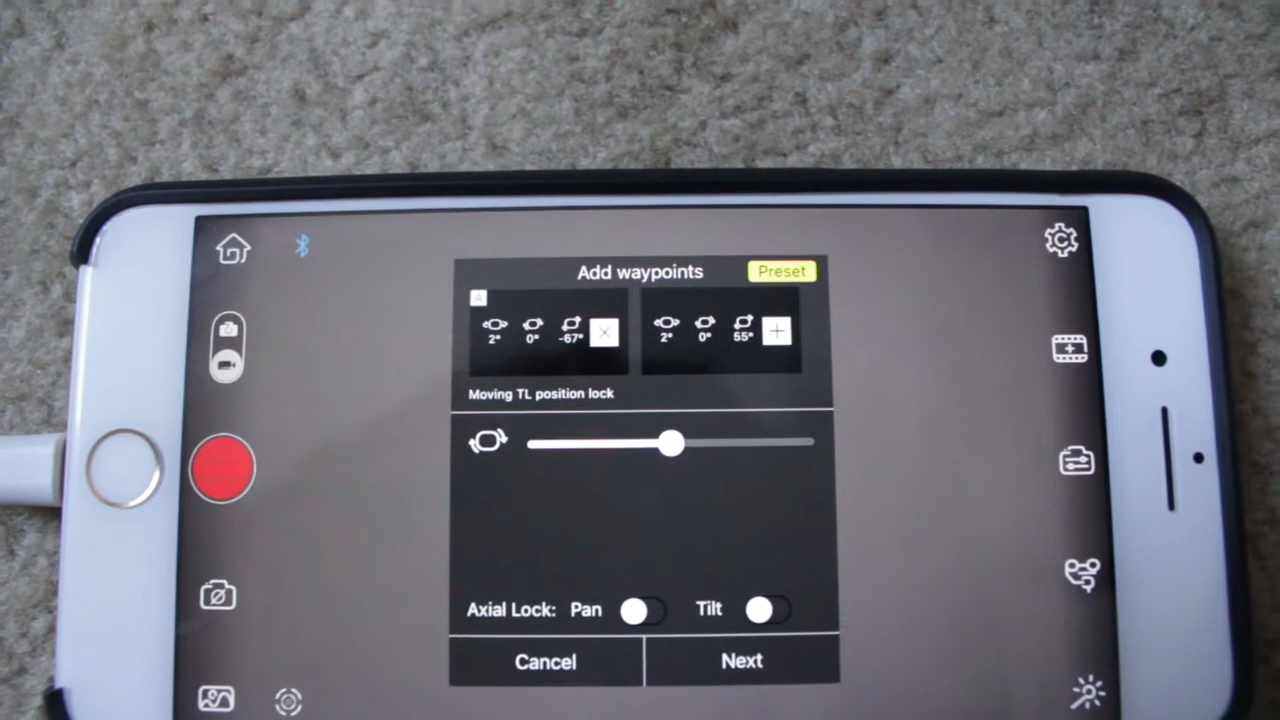 Add waypoints Preset
A
2° 0° -67° 2° 0° 55°
Moving TL position lock
Axial Lock: Pan Tilt
Cancel Next
C